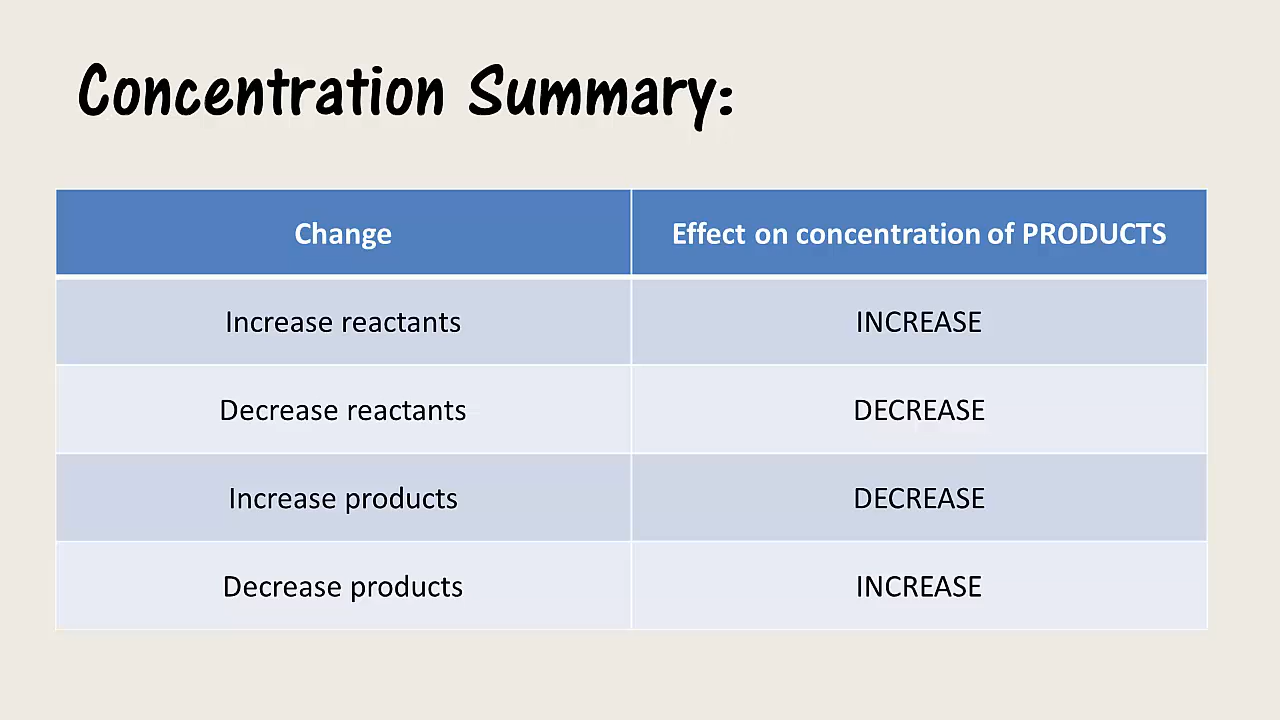 Concentration Summary:
Change
Effect on concentration of PRODUCTS
Increase reactants
INCREASE
Decrease reactants
DECREASE
Increase products
DECREASE
Decrease products
INCREASE